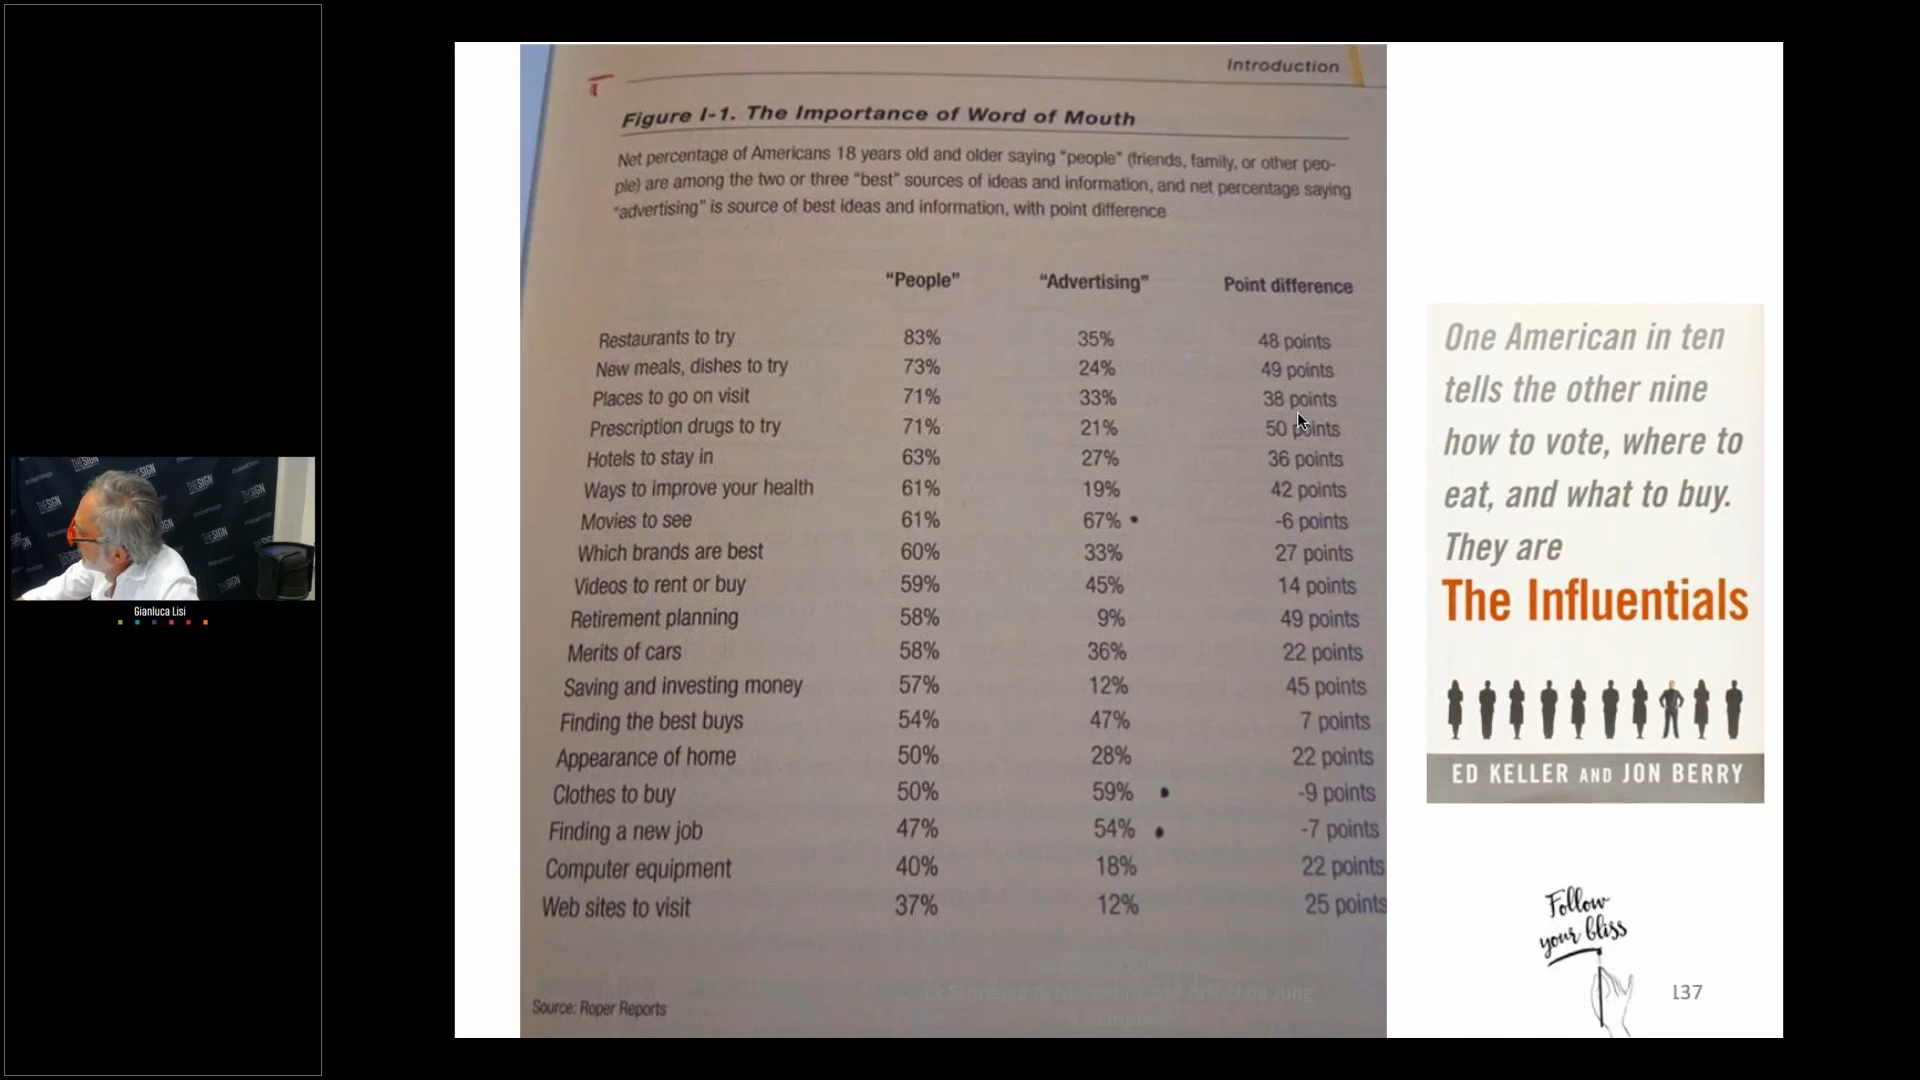 Introduction
Figure I-1. The Importance of Word of Mouth
Net percentage of Americans 18 years old and older saying "people" (friends, family, or other peo-
ple) are among the two or three "best" sources of ideas and information, and net percentage saying
"advertising" is source of best ideas and information, with point difference
"People" "Advertising" Point difference
Restaurants to try 83% 35% 48 points
New meals, dishes to try 73% 24% 49 points
Places to go on visit 71% 33% 38 points
Prescription drugs to try 71% 21% 50 points
Hotels to stay in 63% 27% 36 points
Ways to improve your health 61% 19% 42 points
Movies to see 61% 67% • -6 points
Which brands are best 60% 33% 27 points
Videos to rent or buy 59% 45% 14 points
Retirement planning 58% 9% 49 points
Merits of cars 58% 36% 22 points
Saving and investing money 57% 12% 45 points
Finding the best buys 54% 47% 7 points
Appearance of home 50% 28% 22 points
Clothes to buy 50% 59% • -9 points
Finding a new job 47% 54% • -7 points
Computer equipment 40% 18% 22 points
Web sites to visit 37% 12% 25 points
Source: Roper Reports
One American in ten
tells the other nine
how to vote, where to
eat, and what to buy.
They are
The Influentials
ED KELLER AND JON BERRY
Follow
your bliss
137
THESIGN
THESIGN
THESIGN
THESIGN
Gianluca Lisi